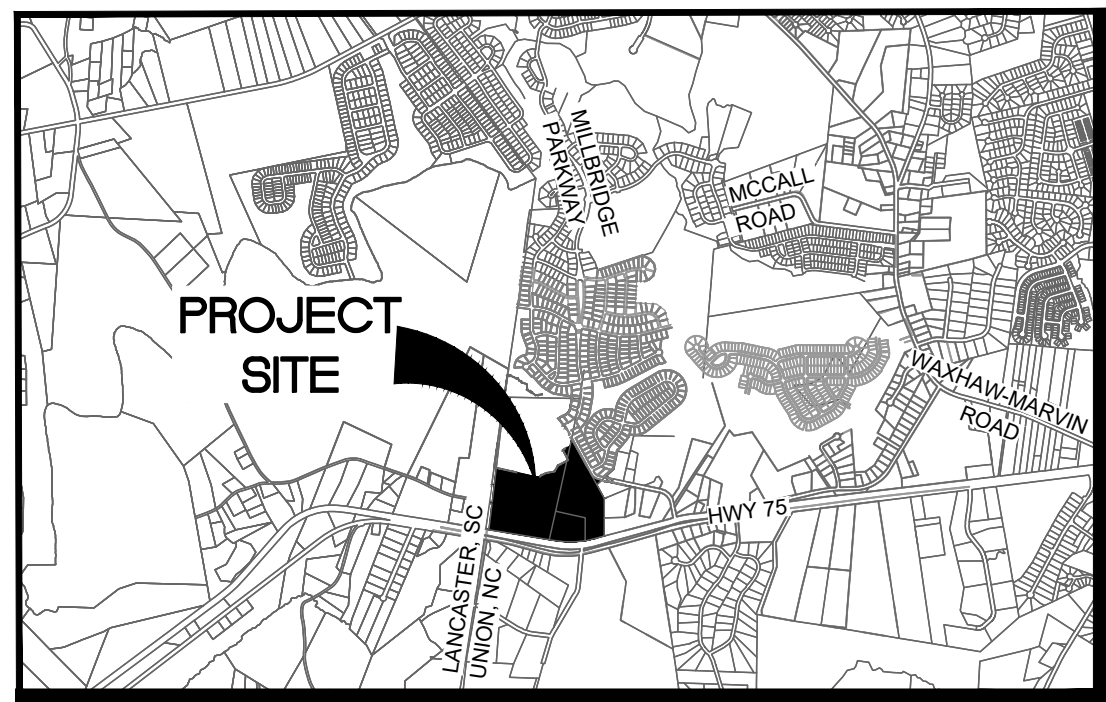 MILLBRIDGE
PARKWAY
MCCALL
ROAD
PROJECT
SITE
WAXHAW-MARVIN
ROAD
HWY 75
LANCASTER, SC
UNION, NC